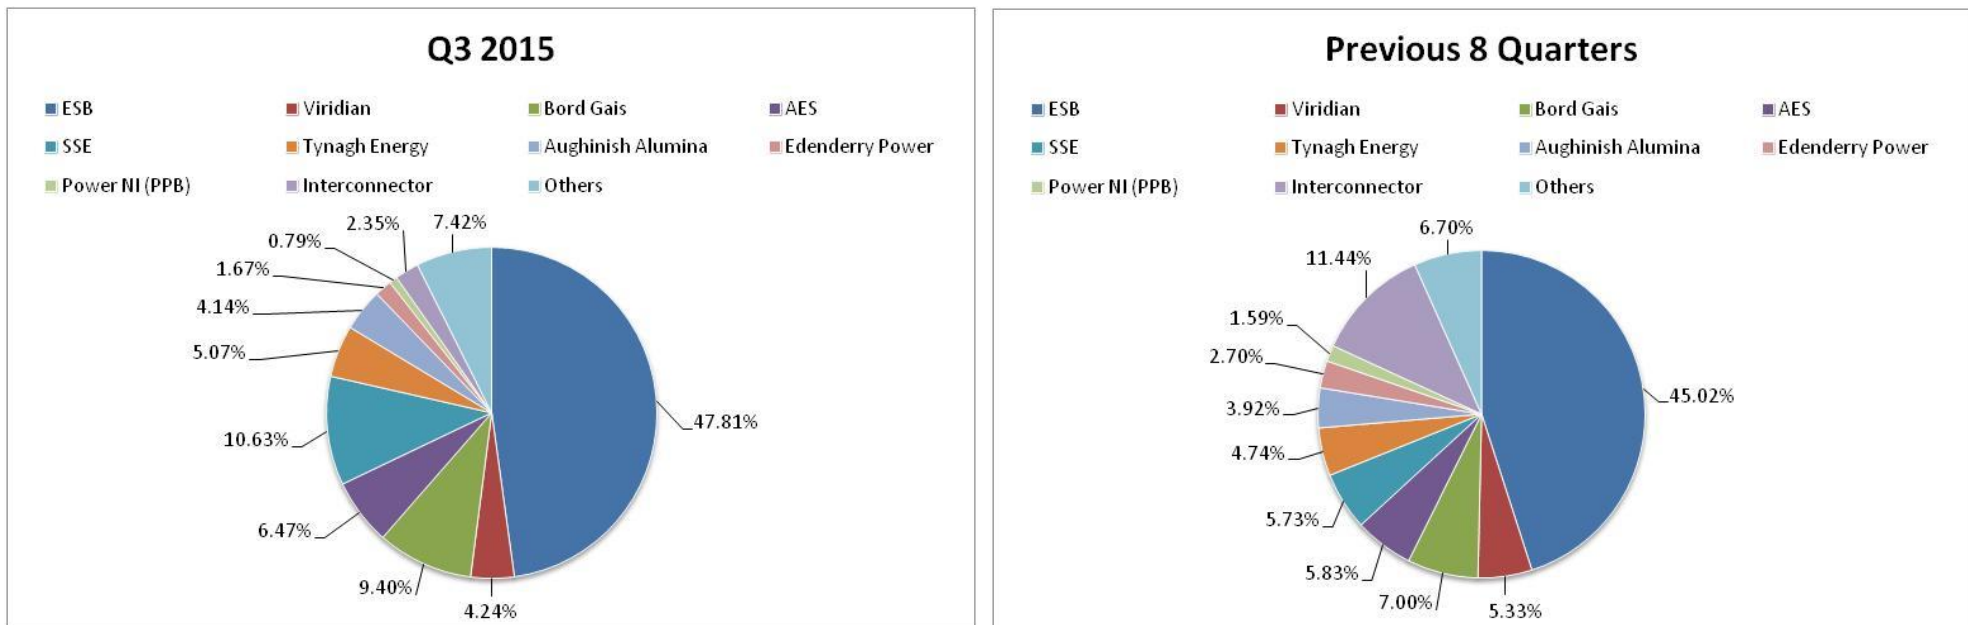 Q3 2015
ESB
Viridian
Bord Gais
AES
SSE
Tynagh Energy
Aughinish Alumina
Edenderry Power
Power NI (PPB)
Interconnector
Others
7.42%
2.35%
0.79%
1.67%
4.14%
5.07%
10.63%
6.47%
9.40%
4.24%
47.81%
Previous 8 Quarters
ESB
Viridian
Bord Gais
AES
SSE
Tynagh Energy
Aughinish Alumina
Edenderry Power
Power NI (PPB)
Interconnector
Others
6.70%
11.44%
1.59%
2.70%
3.92%
4.74%
5.73%
5.83%
7.00%
5.33%
45.02%